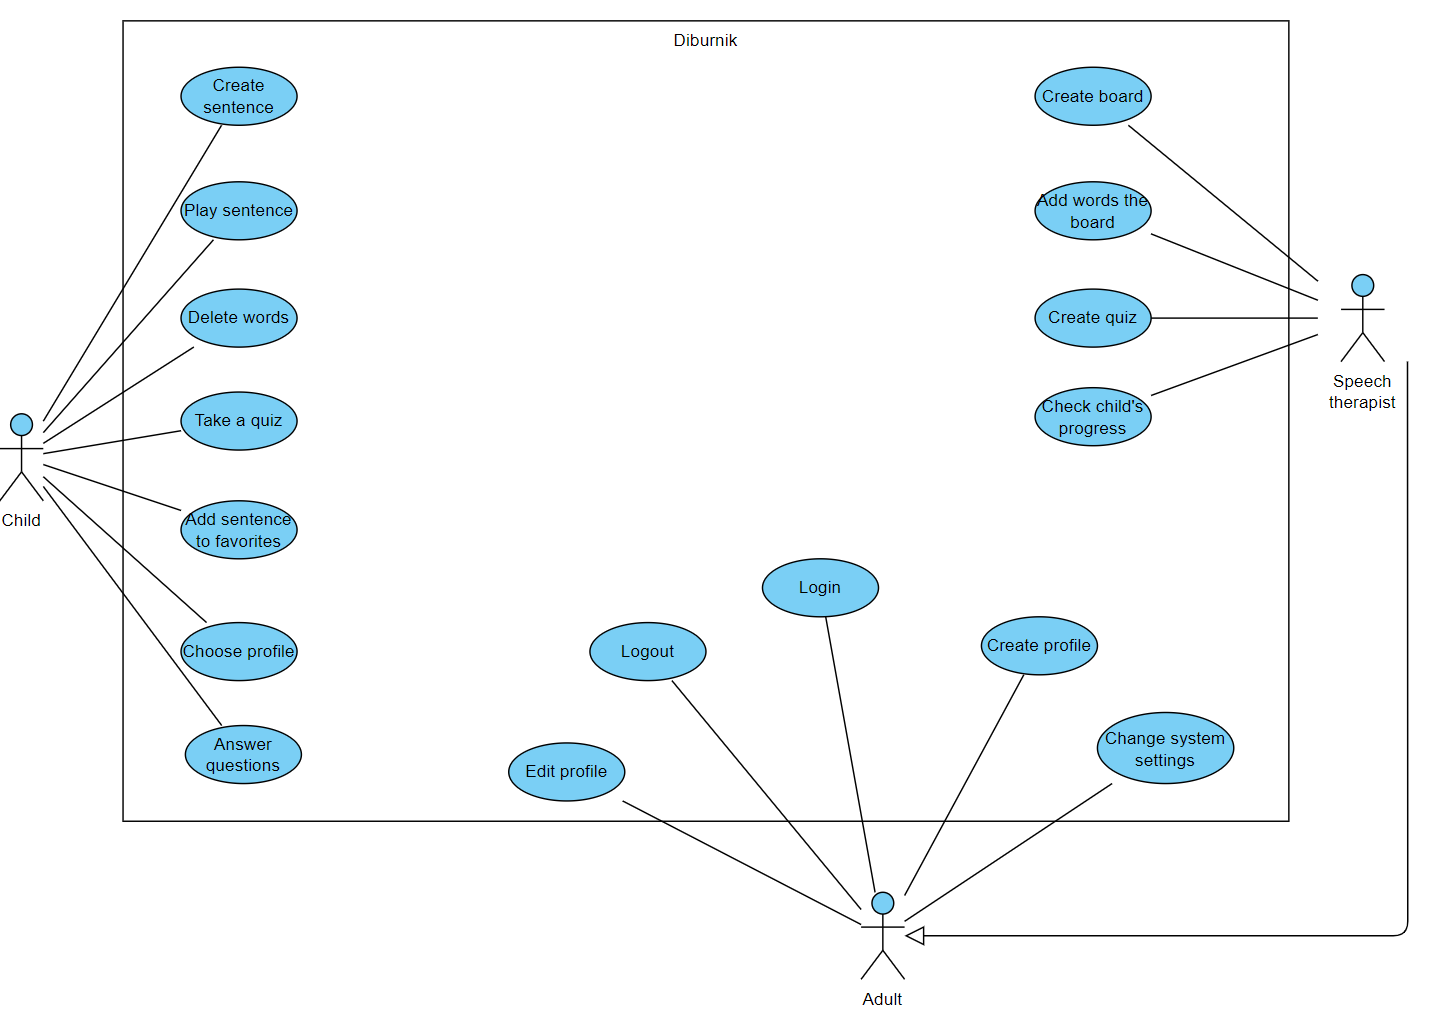 Diburnik
Create
sentence
Play sentence
Delete words
Take a quiz
Add sentence
to favorites
Choose profile
Answer
questions
Child
Create board
Add words the
board
Create quiz
Check child's
progress
Speech
therapist
Login
Logout
Create profile
Edit profile
Change system
settings
Adult